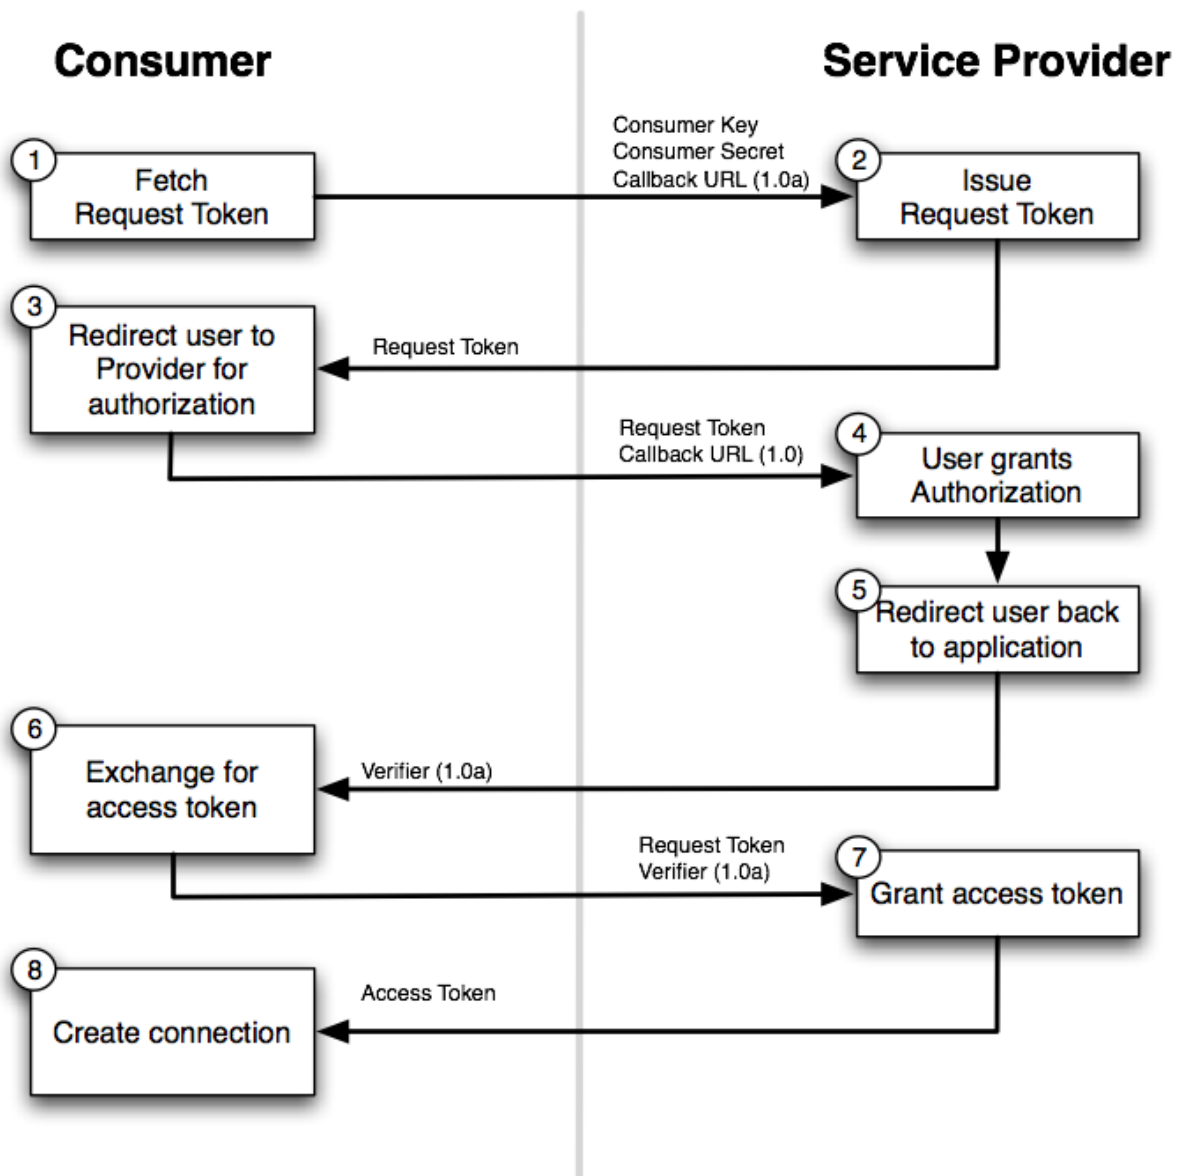 Consumer
Service Provider
1
Fetch
Request Token
Consumer Key
Consumer Secret
Callback URL (1.0a)
2
Issue
Request Token
3
Redirect user to
Provider for
authorization
Request Token
Request Token
Callback URL (1.0)
4
User grants
Authorization
5
Redirect user back
to application
6
Exchange for
access token
Verifier (1.0a)
Request Token
Verifier (1.0a)
7
Grant access token
8
Create connection
Access Token